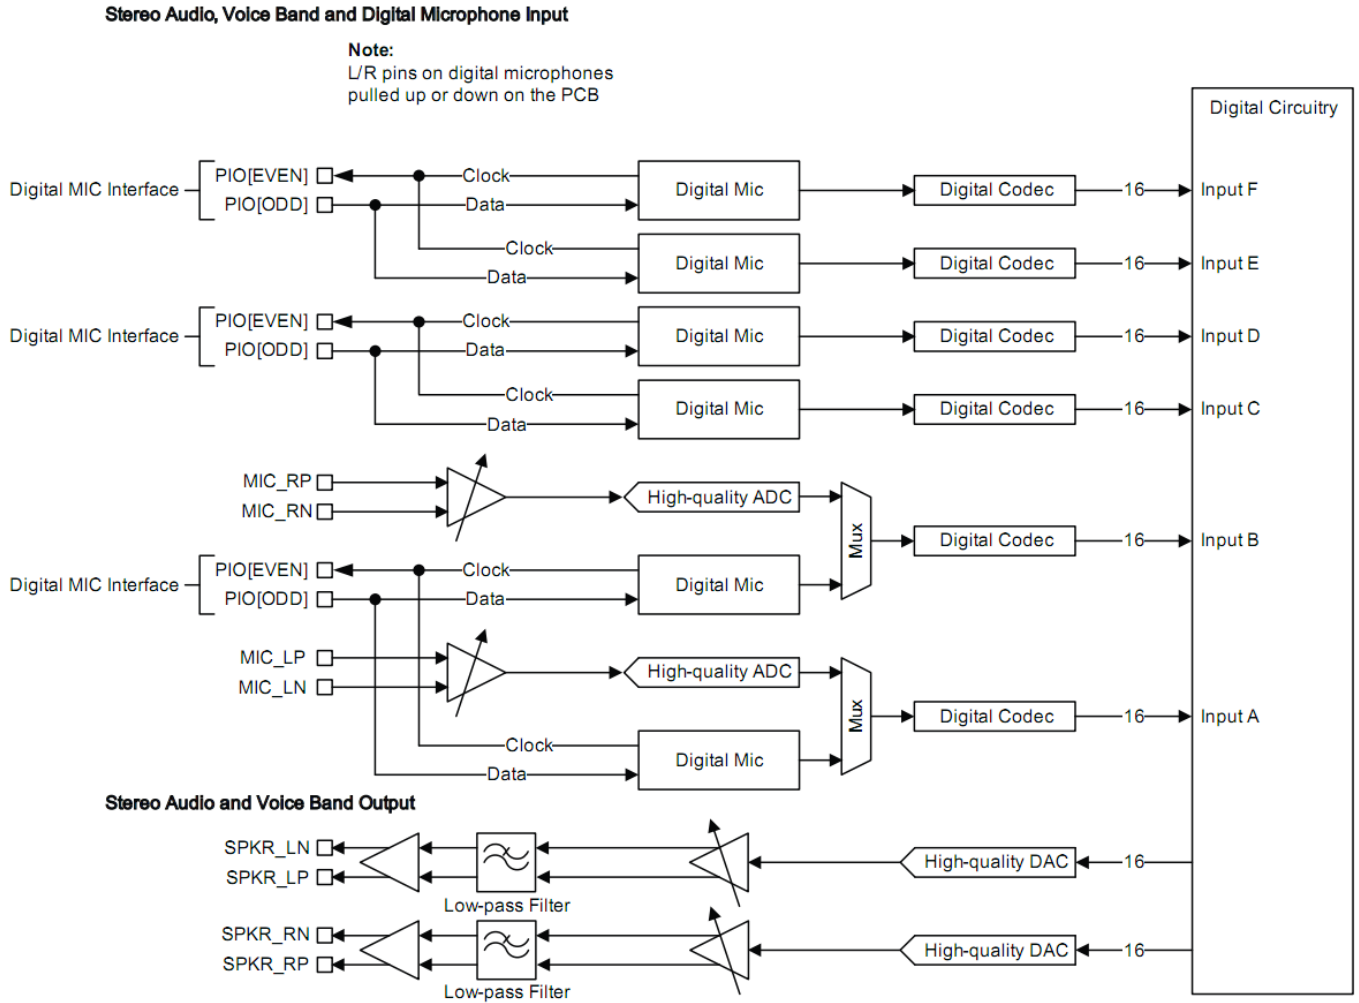 Stereo Audio, Voice Band and Digital Microphone Input
Note:
L/R pins on digital microphones
pulled up or down on the PCB
Digital Circuitry
Digital MIC Interface
PIO[EVEN]
Clock
PIO[ODD]
Data
Digital Mic
Digital Codec
16
Input F
Clock
Data
Digital Mic
Digital Codec
16
Input E
Digital MIC Interface
PIO[EVEN]
Clock
PIO[ODD]
Data
Digital Mic
Digital Codec
16
Input D
Clock
Data
Digital Mic
Digital Codec
16
Input C
MIC_RP
MIC_RN
High-quality ADC
Mux
Digital Codec
16
Input B
Digital MIC Interface
PIO[EVEN]
Clock
PIO[ODD]
Data
Digital Mic
MIC_LP
MIC_LN
High-quality ADC
Mux
Digital Codec
16
Input A
Clock
Data
Digital Mic
Stereo Audio and Voice Band Output
SPKR_LN
SPKR_LP
Low-pass Filter
High-quality DAC
16
SPKR_RN
SPKR_RP
Low-pass Filter
High-quality DAC
16